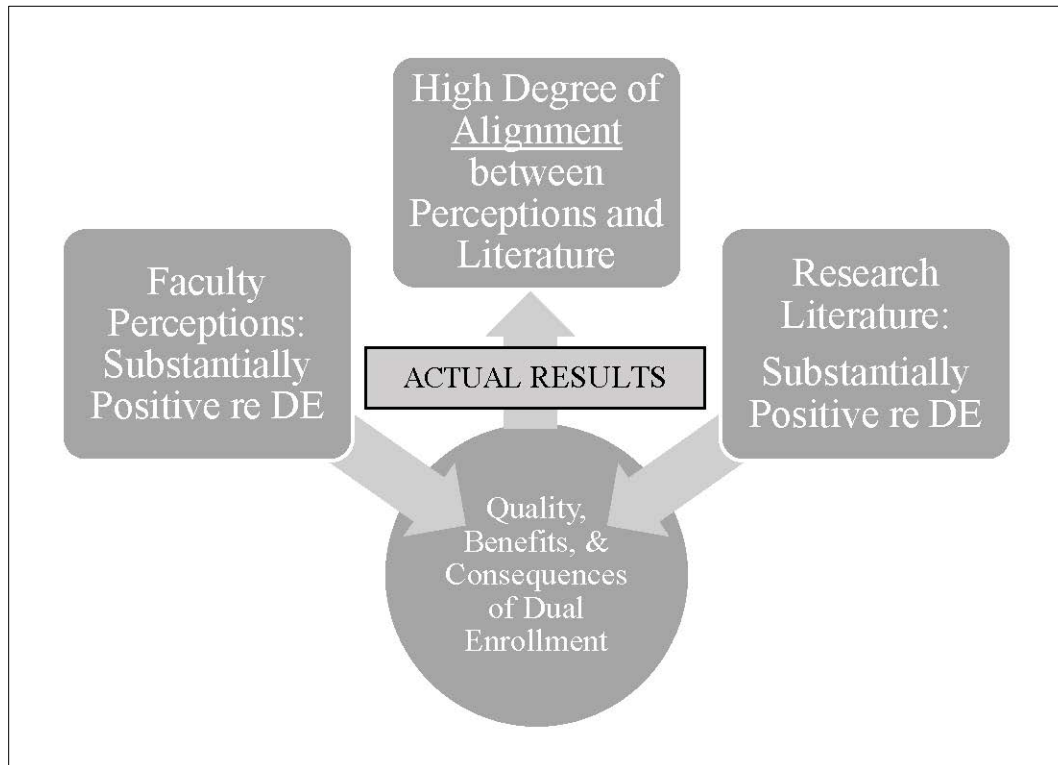 High Degree of
Alignment
between
Perceptions and
Literature
Faculty
Perceptions:
Substantially
Positive re DE
Research
Literature:
Substantially
Positive re DE
ACTUAL RESULTS
Quality,
Benefits, &
Consequences
of Dual
Enrollment